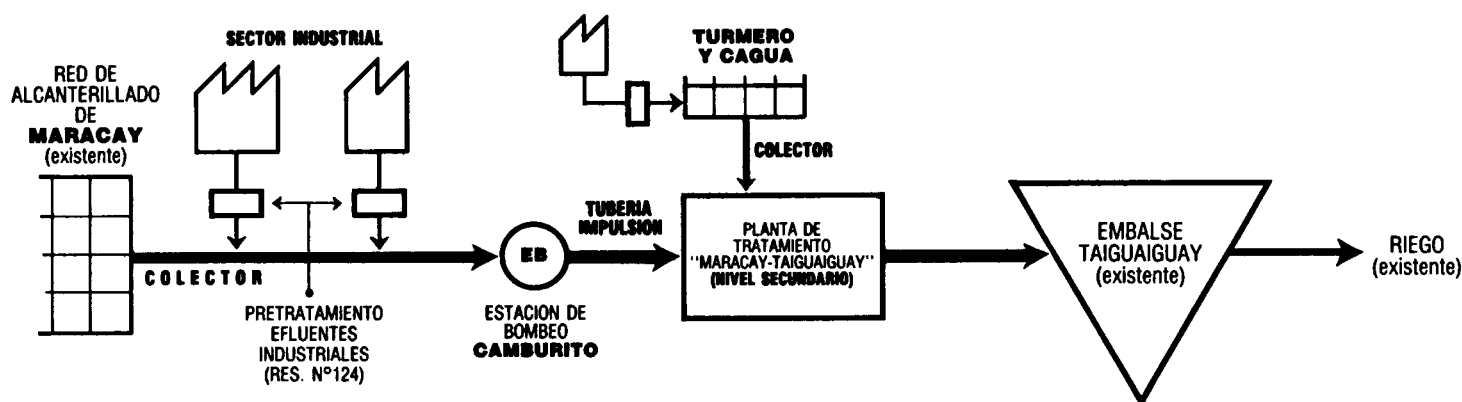 RED DE
ALCANTERILLADO
DE
MARACAY
(existente)
SECTOR INDUSTRIAL
COLECTOR
PRETRATAMIENTO
EFLUENTES
INDUSTRIALES
(RES. Nº124)
EB
ESTACION DE
BOMBEO
CAMBURITO
TUBERIA
IMPULSION
TURMERO
Y CAGUA
COLECTOR
PLANTA DE
TRATAMIENTO
"MARACAY-TAIGUAIGUAY"
(NIVEL SECUNDARIO)
EMBALSE
TAIGUAIGUAY
(existente)
RIEGO
(existente)